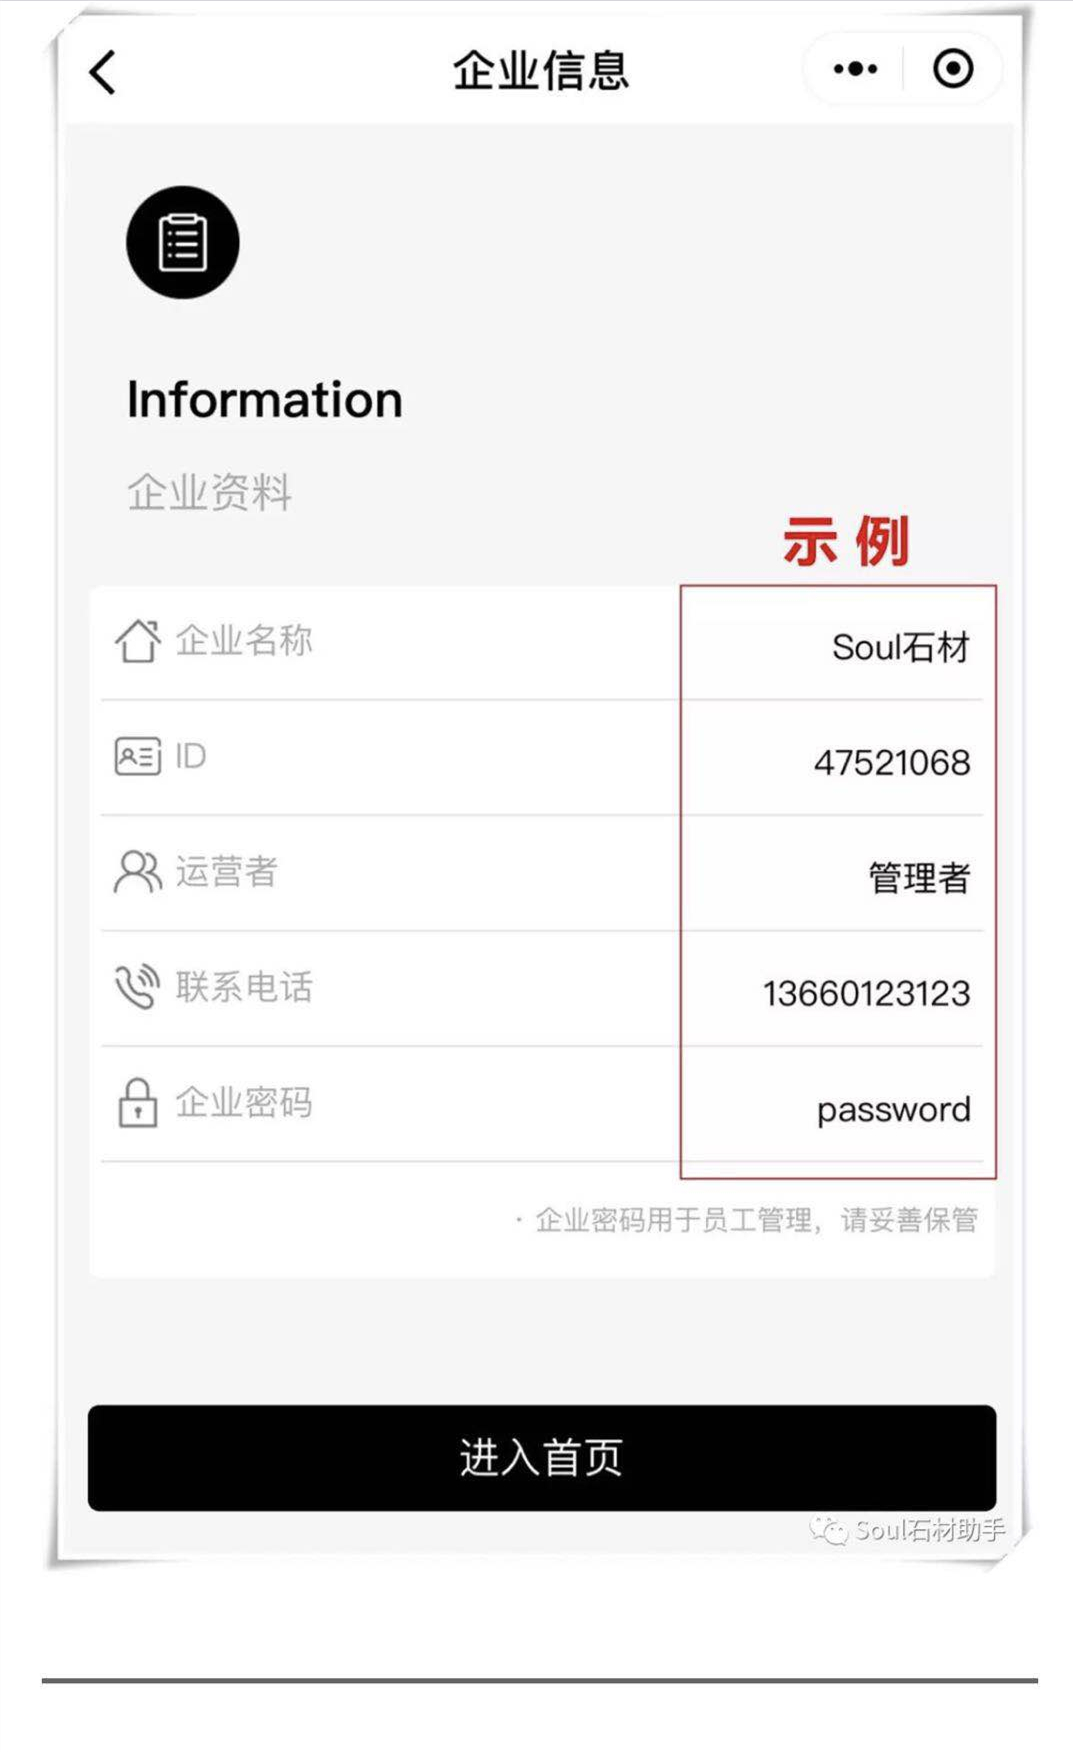 企业信息
Information
企业资料
示例
企业名称 Soul石材
ID 47521068
运营者 管理者
联系电话 13660123123
企业密码 password
· 企业密码用于员工管理，请妥善保管
进入首页
Soul石材助手